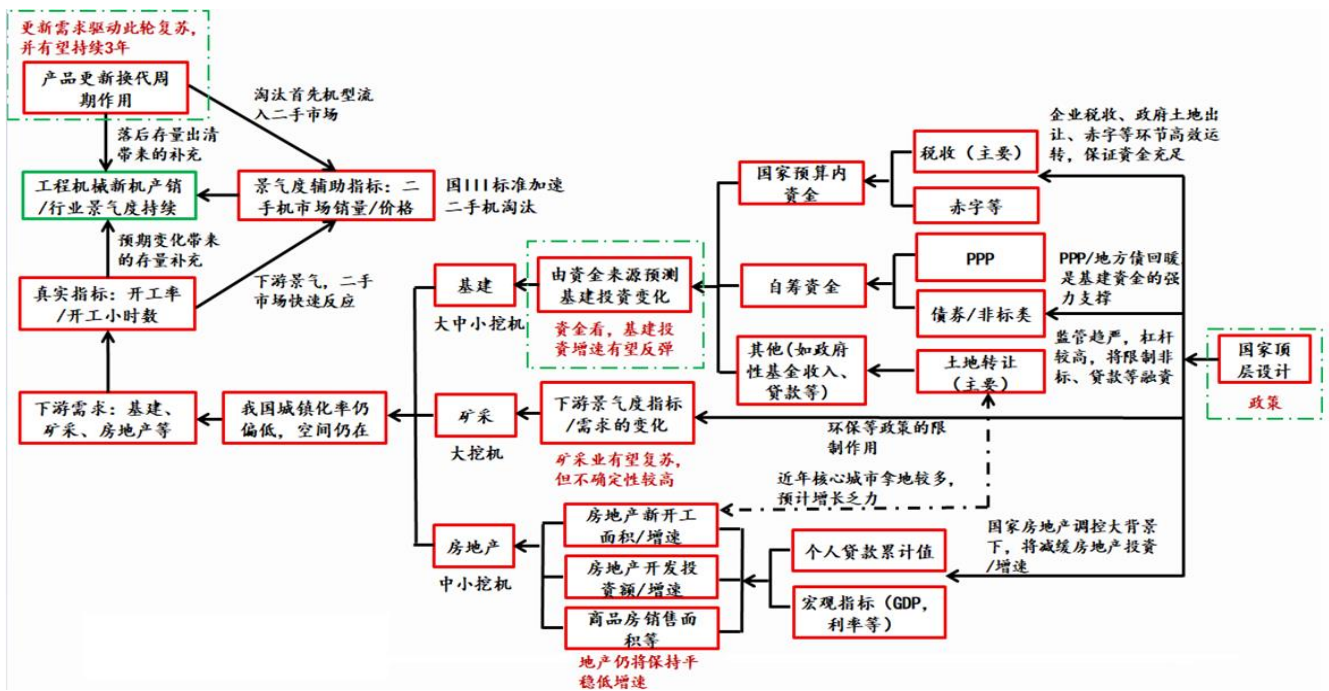 更新需求驱动此轮复苏，
并有望持续3年
产品更新换代周
期作用
淘汰首先机型流
入二手市场
落后存量出清
带来的补充
工程机械新机产销
/行业景气度持续
景气度辅助指标：二
手机市场销量/价格
国III标准加速
二手机淘汰
预期变化带来
的存量补充
下游景气，二手
市场快速反应
真实指标：开工率
/开工小时数
下游需求：基建、
矿采、房地产等
我国城镇化率仍
偏低，空间仍在
基建
大中小挖机
矿采
大挖机
房地产
中小挖机
由资金来源预测
基建投资变化
资金看，基建投
资增速有望反弹
下游景气度指标
/需求的变化
矿采业有望复苏，
但不确定性较高
房地产新开工
面积/增速
房地产开发投
资额/增速
商品房销售面
积等
地产仍将保持平
稳低增速
国家预算内
资金
自筹资金
其他(如政府
性基金收入、
贷款等)
税收（主要）
赤字等
PPP
债券/非标类
土地转让
（主要）
企业税收、政府土地出
让、赤字等环节高效运
转，保证资金充足
PPP/地方债回暖
是基建资金的强
力支撑
监管趋严，杠杆
较高，将限制非
标、贷款等融资
国家顶
层设计
政策
环保等政策的限
制作用
近年核心城市拿地较多，
预计增长乏力
个人贷款累计值
宏观指标（GDP,
利率等）
国家房地产调控大背景
下，将减缓房地产投资
/增速